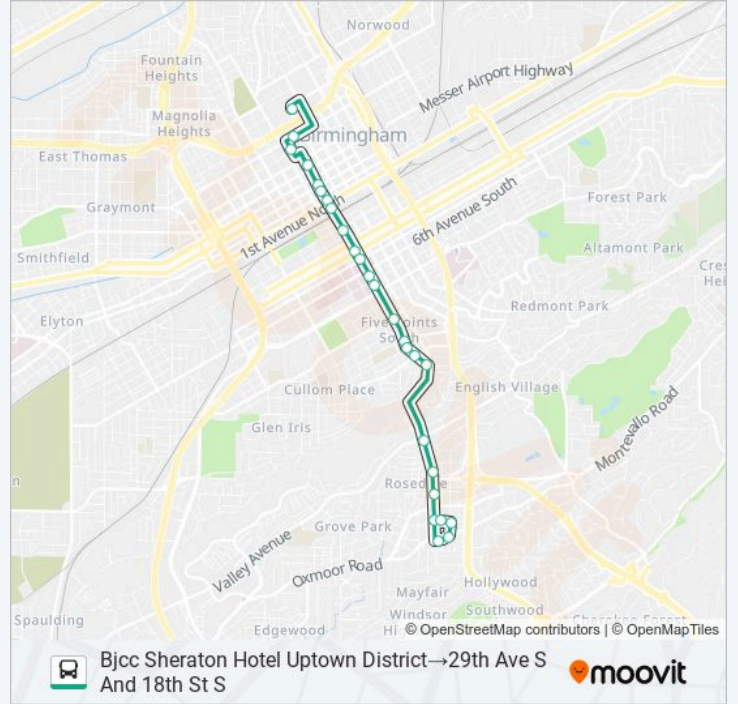 Norwood
Fountain
Heights
Messer Airport Highway
Magnolia
Heights
Birmingham
East Thomas
Forest Park
Graymont
1st Avenue North
6th Avenue South
Altamont Park
Smithfield
Cres
Hei
Redmont Park
Elyton
Five Points
South
Cullom Place
English Village
Glen Iris
Montevallo Road
n
Rosedale
Grove Park
Valley Avenue
Oxmoor Road
Hollywood
Mayfair
Southwood
Windsor
Spaulding
Edgewood
Hi
Cherokee Forest
© OpenStreetMap contributors | © OpenMapTiles
Bjcc Sheraton Hotel Uptown District→29th Ave S
And 18th St S
moovit